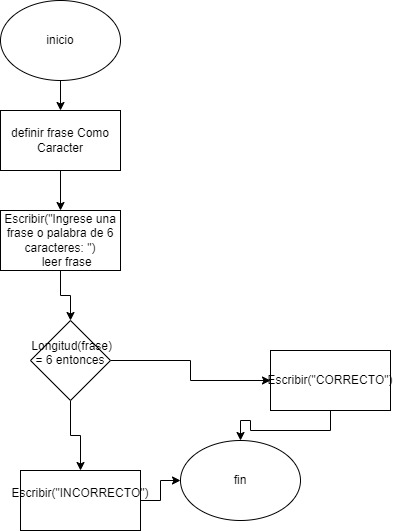 inicio
definir frase Como
Caracter
Escribir("Ingrese una
frase o palabra de 6
caracteres: ")
leer frase
Longitud(frase)
= 6 entonces
Escribir("CORRECTO")
Escribir("INCORRECTO")
fin